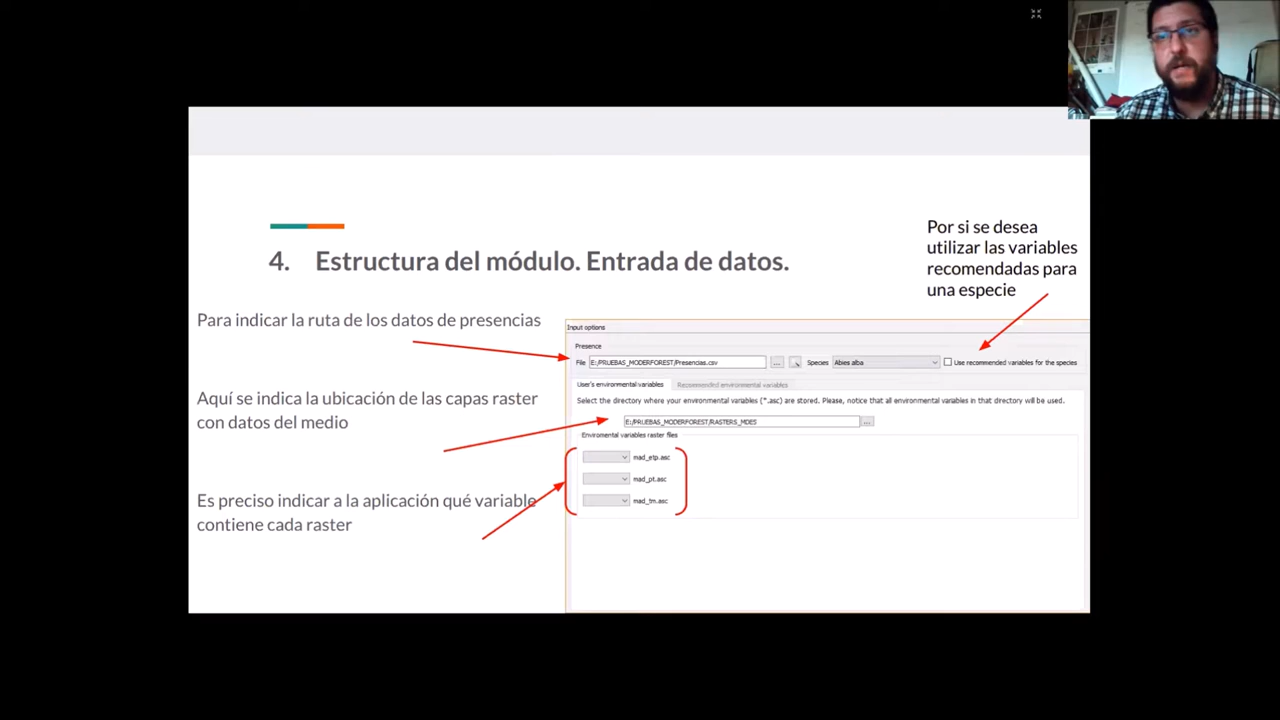 Por si se desea
utilizar las variables
recomendadas para
una especie
4. Estructura del módulo. Entrada de datos.
Para indicar la ruta de los datos de presencias
Aquí se indica la ubicación de las capas raster
con datos del medio
Es preciso indicar a la aplicación qué variable
contiene cada raster
Input options
Presence
File E:/PRUEBAS_MODERFOREST/Presencias.csv ... Species Abies alba Use recommended variables for the species
User's environmental variables Recommended environmental variables
Select the directory where your environmental variables (*.asc) are stored. Please, notice that all environmental variables in that directory will be used.
E:/PRUEBAS_MODERFOREST/RASTERS_MDES ...
Enviromental variables raster files
mad_etp.asc
mad_pt.asc
mad_tm.asc